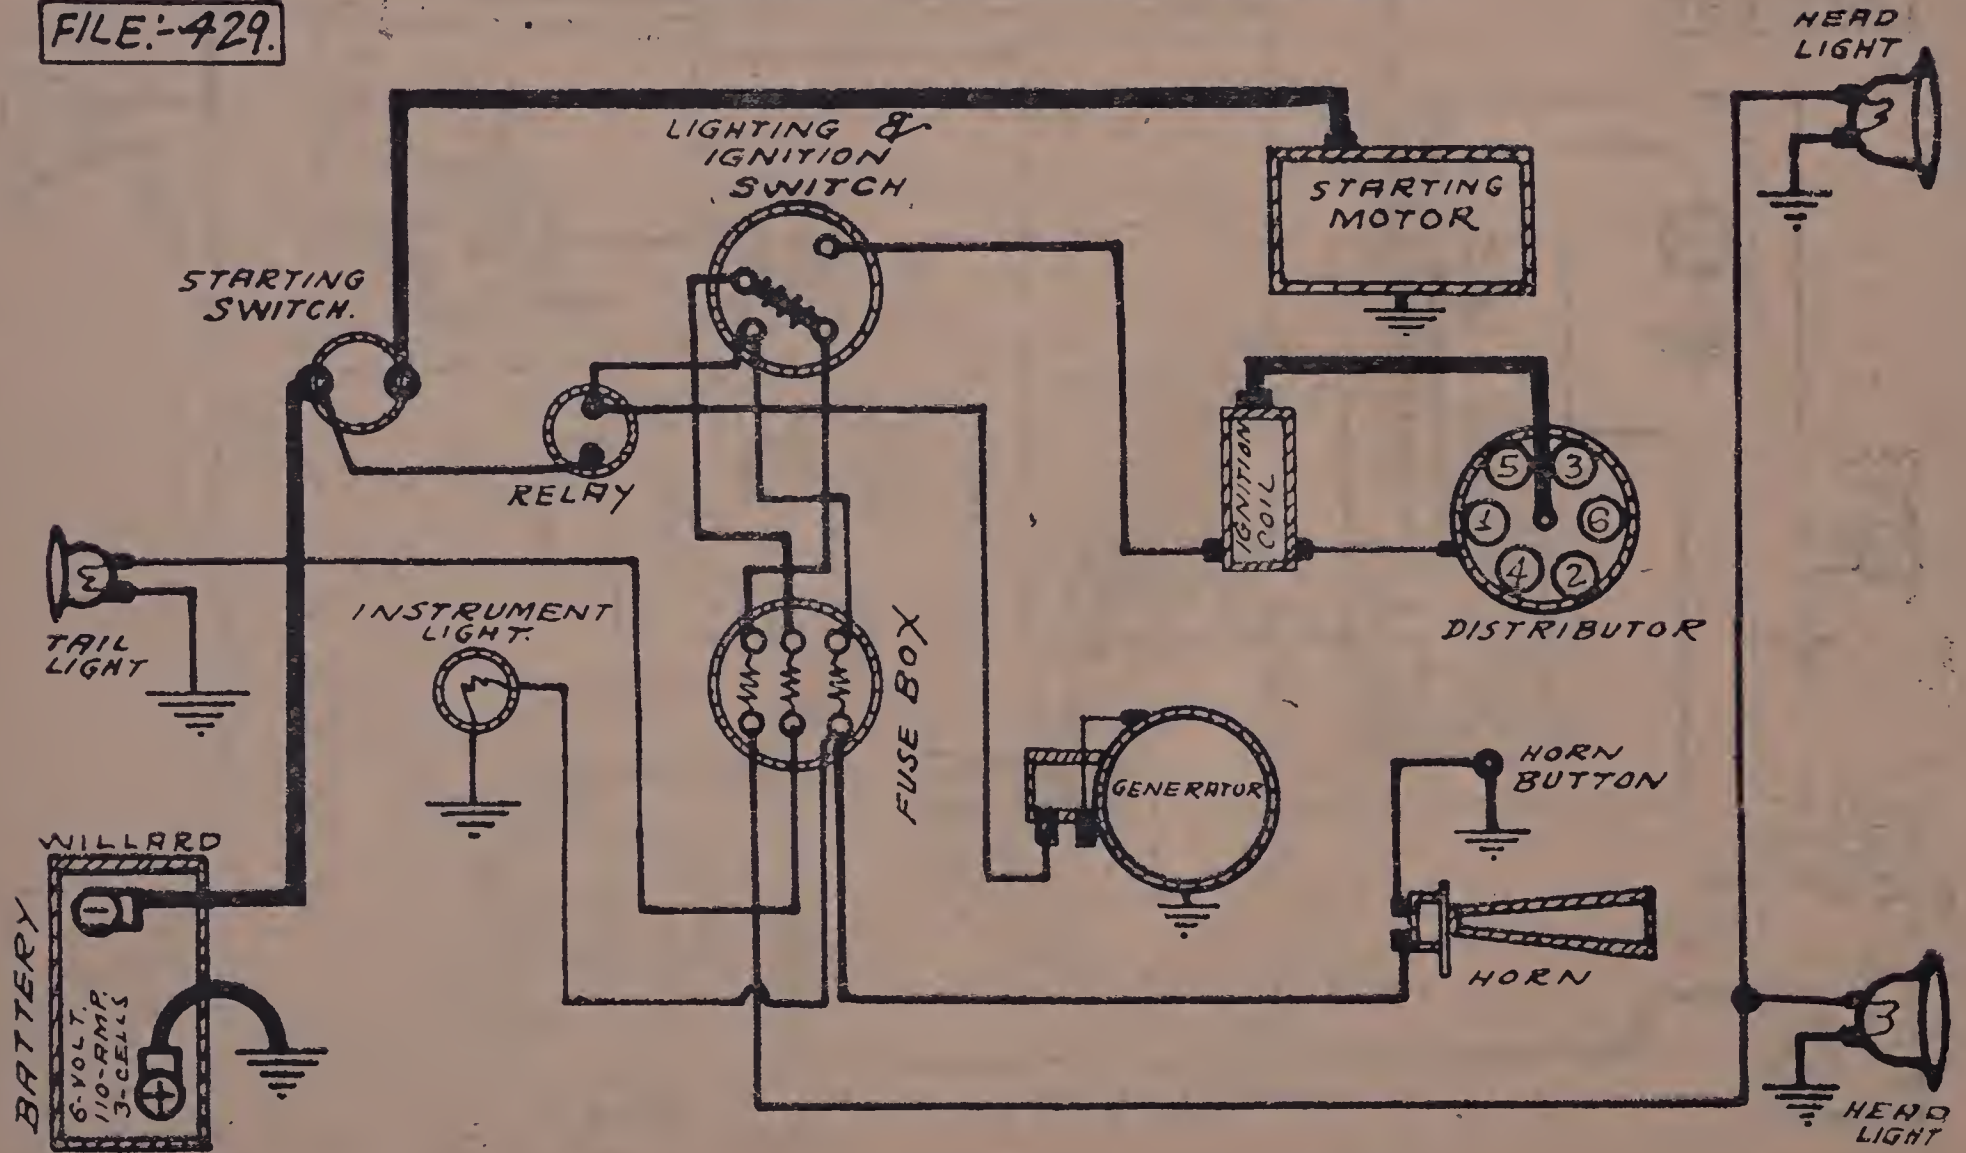 FILE:-429.
HEAD
LIGHT
LIGHTING &
IGNITION
SWITCH
STARTING
MOTOR
STARTING
SWITCH.
RELAY
IGNITION
COIL
5 3
1 6
4 2
DISTRIBUTOR
TAIL
LIGHT
INSTRUMENT
LIGHT.
FUSE BOX
GENERATOR
HORN
BUTTON
HORN
WILLARD
BATTERY
6-VOLT.
110-AMP.
3-CELLS
HEAD
LIGHT